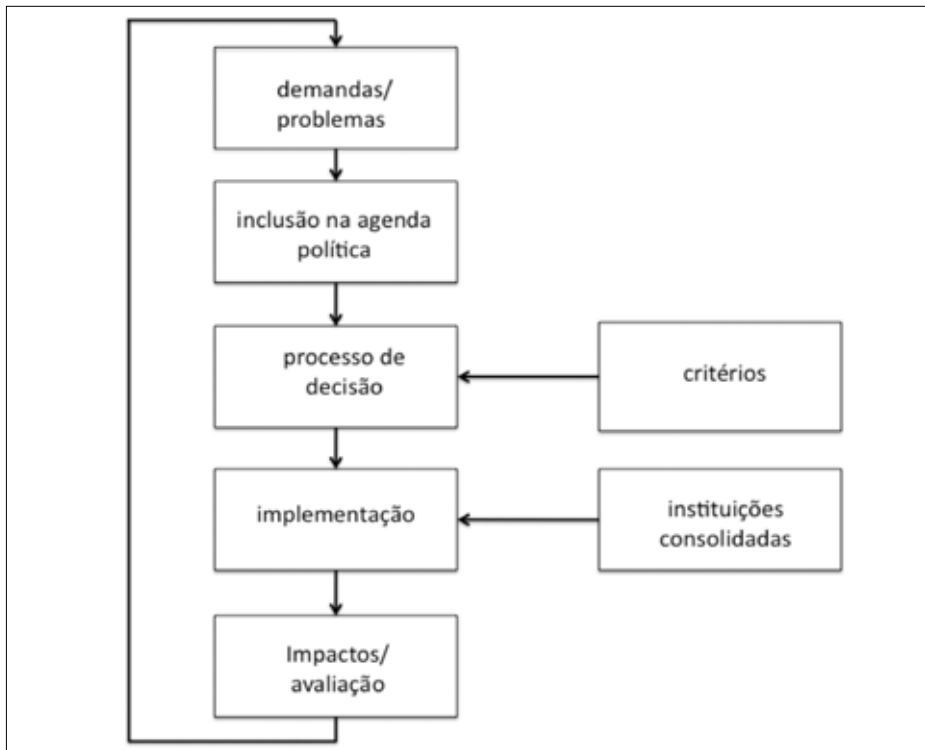 demandas/
problemas
inclusão na agenda
política
processo de
decisão
critérios
implementação
instituições
consolidadas
Impactos/
avaliação